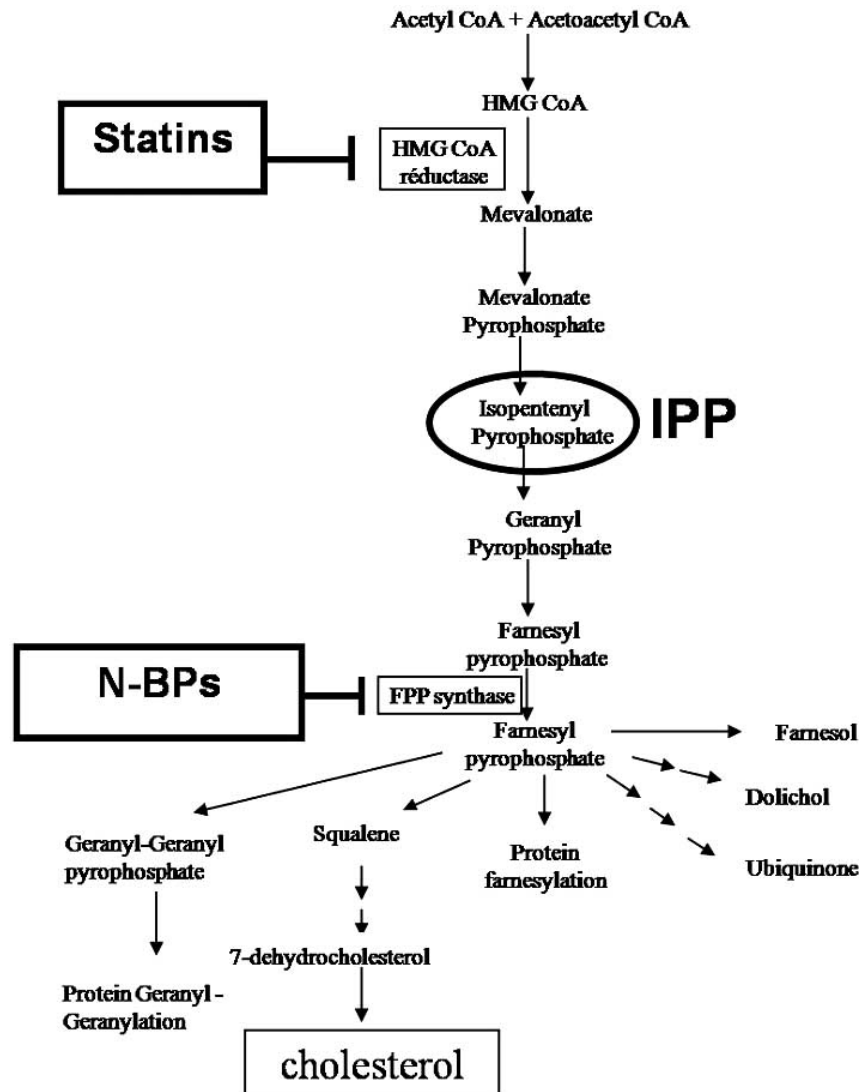 Acetyl CoA + Acetoacetyl CoA
HMG CoA
Statins
HMG CoA
réductase
Mevalonate
Mevalonate
Pyrophosphate
Isopentenyl
Pyrophosphate
IPP
Geranyl
Pyrophosphate
Farnesyl
pyrophosphate
N-BPs
FPP synthase
Farnesyl
pyrophosphate
Farnesol
Dolichol
Ubiquinone
Geranyl-Geranyl
pyrophosphate
Squalene
Protein
farnesylation
7-dehydrocholesterol
Protein Geranyl -
Geranylation
cholesterol